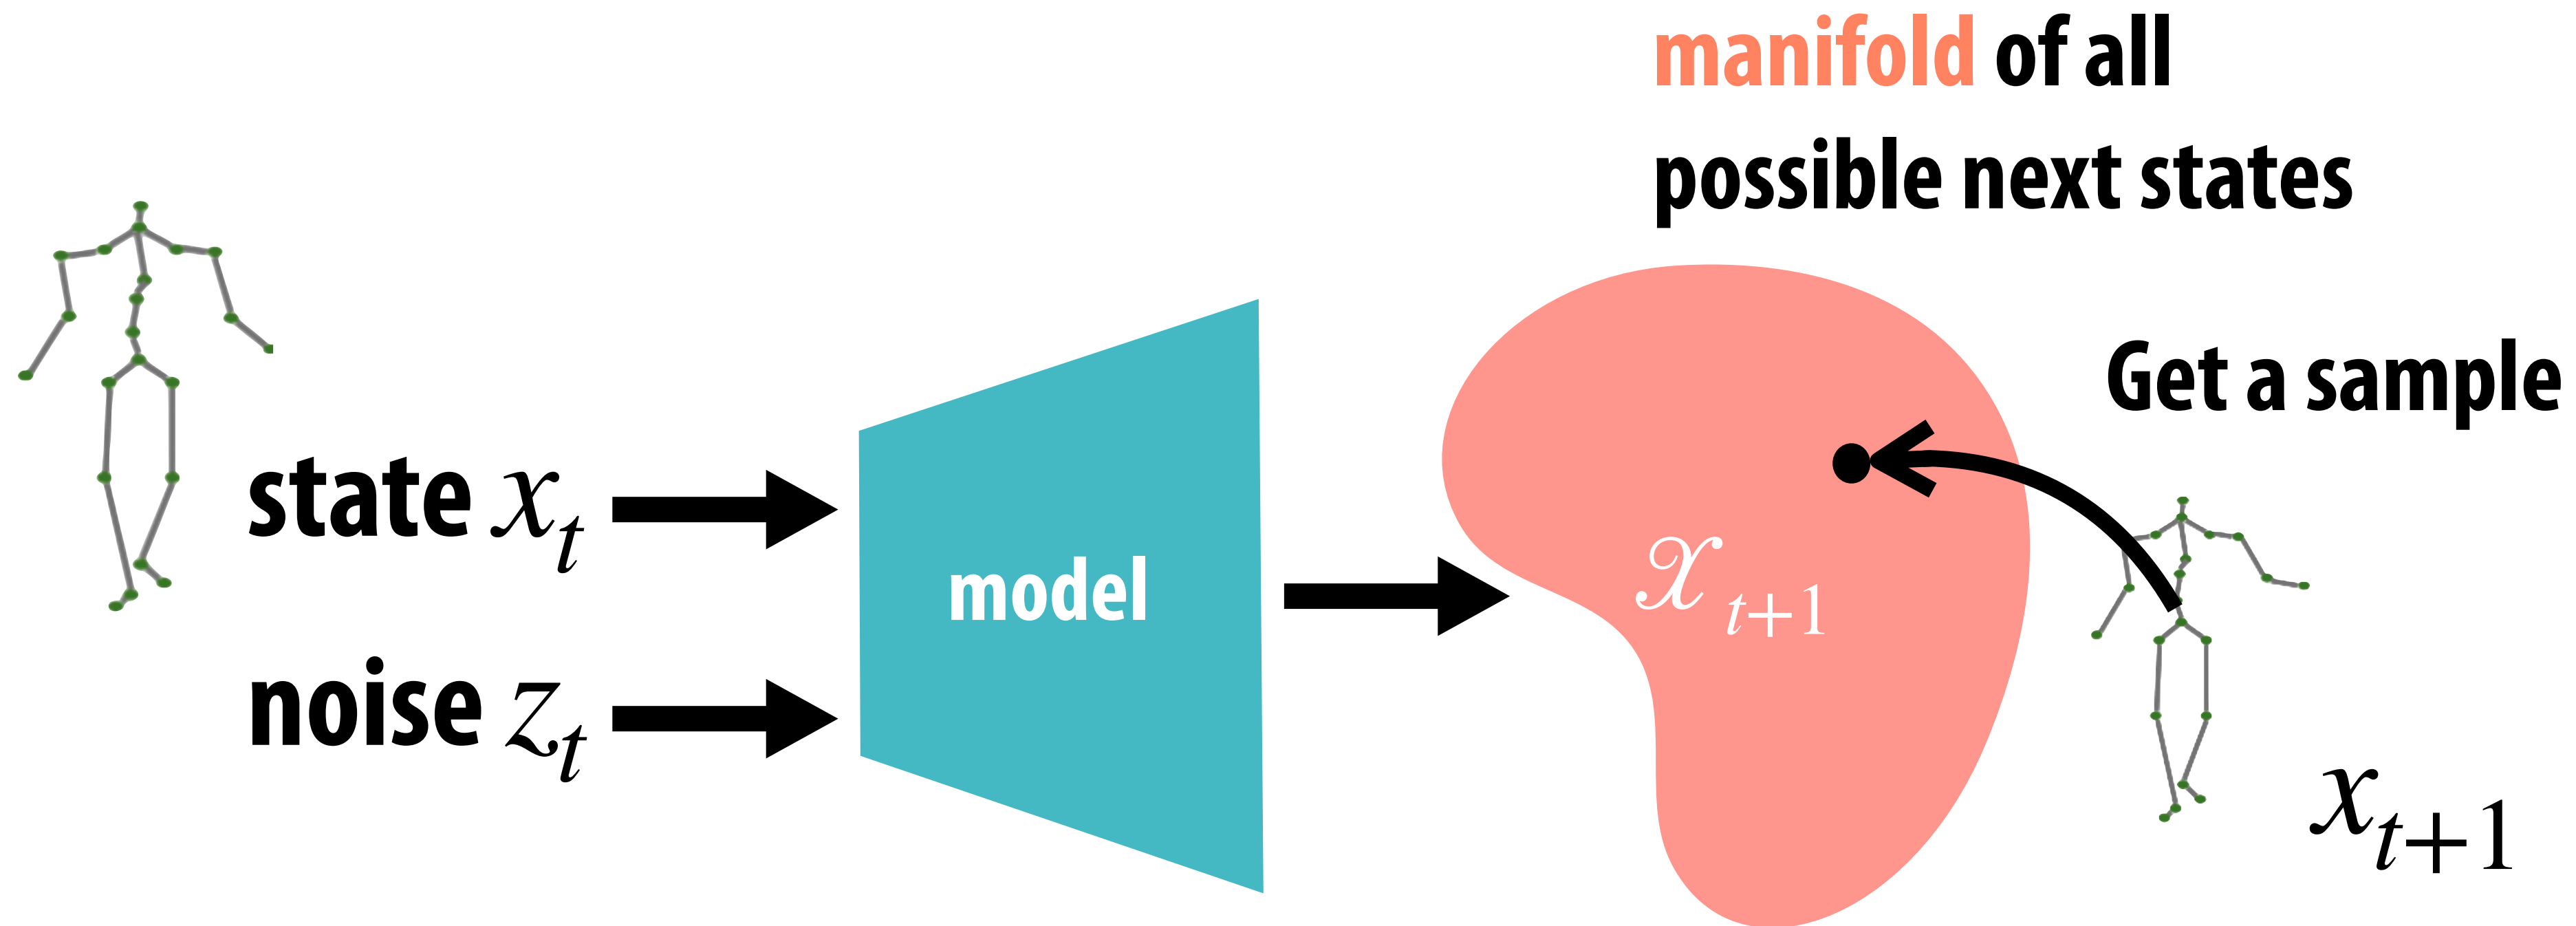 manifold of all
possible next states
Get a sample
state x_t
noise z_t
model
𝒳_{t+1}
x_{t+1}